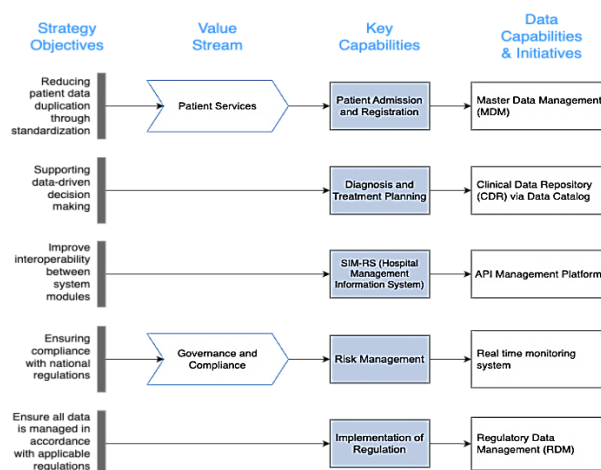 Strategy
Objectives
Value
Stream
Key
Capabilities
Data
Capabilities
& Initiatives
Reducing
patient data
duplication
through
standardization
Patient Services
Patient Admission
and Registration
Master Data Management
(MDM)
Supporting
data-driven
decision
making
Diagnosis and
Treatment Planning
Clinical Data Repository
(CDR) via Data Catalog
Improve
interoperability
between
system
modules
SIM-RS (Hospital
Management
Information System)
API Management Platform
Ensuring
compliance
with national
regulations
Governance and
Compliance
Risk Management
Real time monitoring
system
Ensure all data
is managed in
accordance
with applicable
regulations
Implementation of
Regulation
Regulatory Data
Management (RDM)